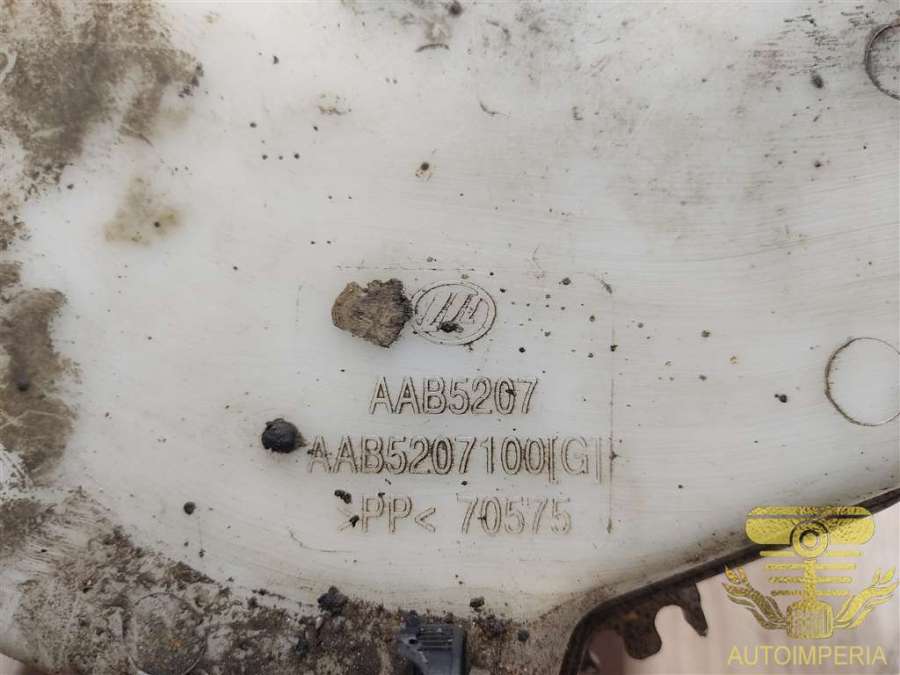 AAB5207
AAB5207100[G]
>PP< 70575
AUTOIMPERIA